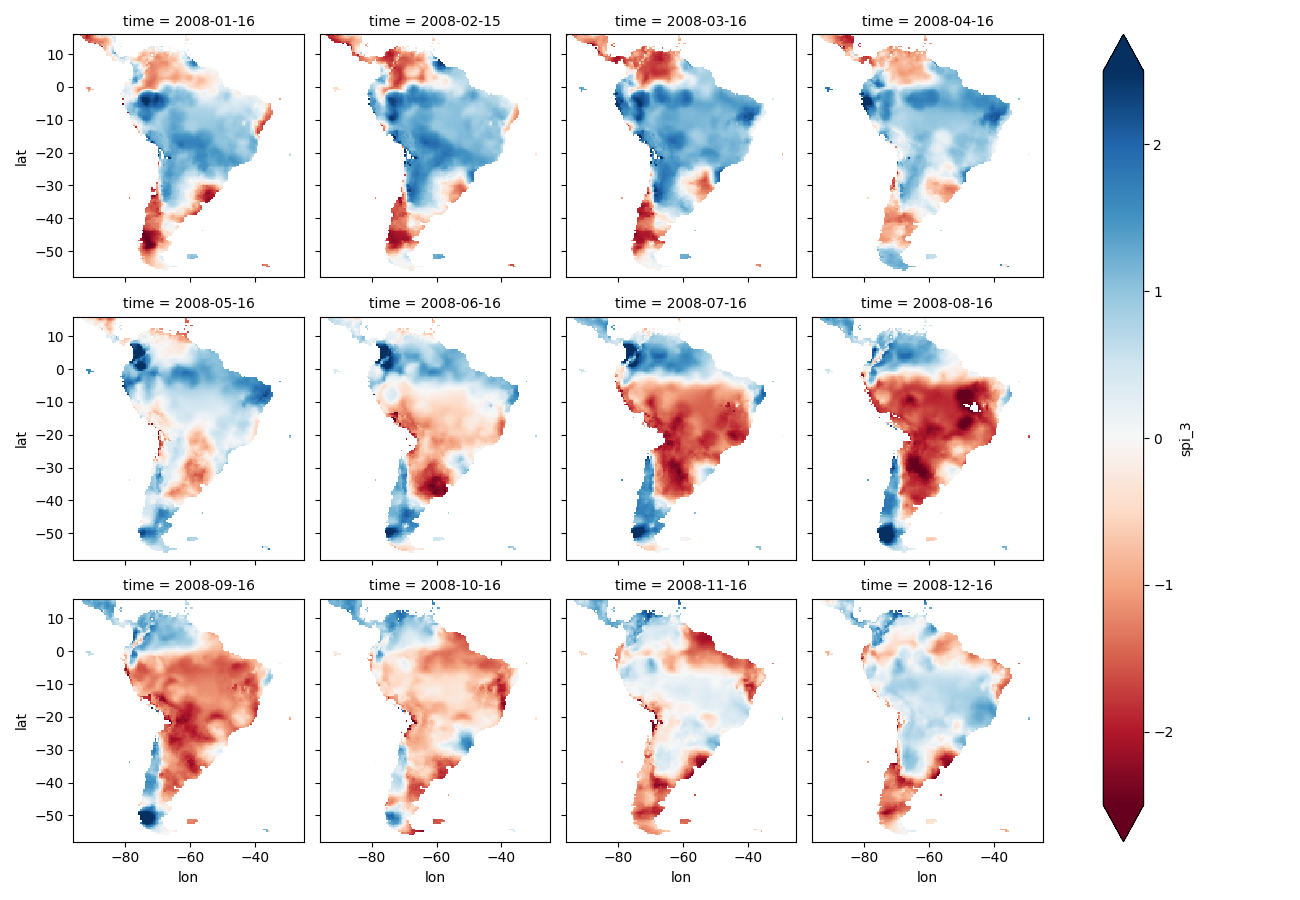 time = 2008-01-16
time = 2008-02-15
time = 2008-03-16
time = 2008-04-16
lat
10
0
−10
−20
−30
−40
−50
time = 2008-05-16
time = 2008-06-16
time = 2008-07-16
time = 2008-08-16
lat
10
0
−10
−20
−30
−40
−50
time = 2008-09-16
time = 2008-10-16
time = 2008-11-16
time = 2008-12-16
lat
10
0
−10
−20
−30
−40
−50
−80 −60 −40
lon
−80 −60 −40
lon
−80 −60 −40
lon
−80 −60 −40
lon
2
1
0
−1
−2
spi_3